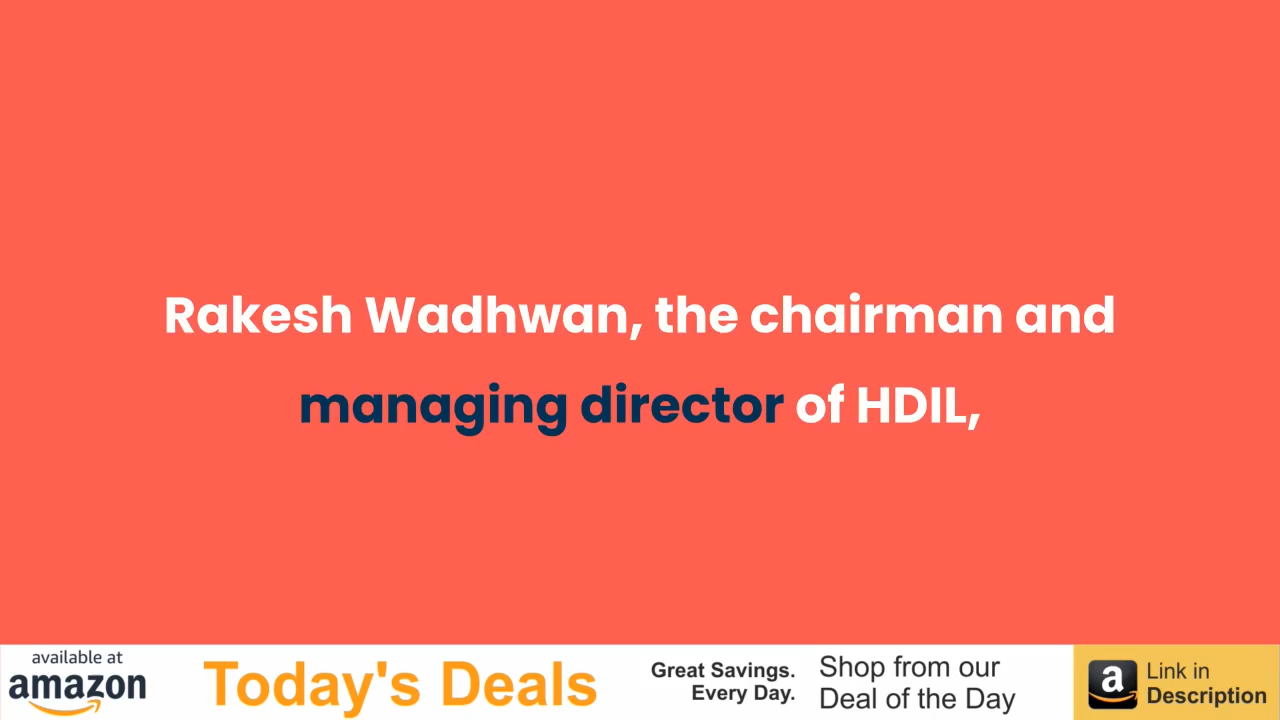 Rakesh Wadhwan, the chairman and
managing director of HDIL,
available at
amazon
Today's Deals
Great Savings.
Every Day.
Shop from our
Deal of the Day
a
Link in
Description